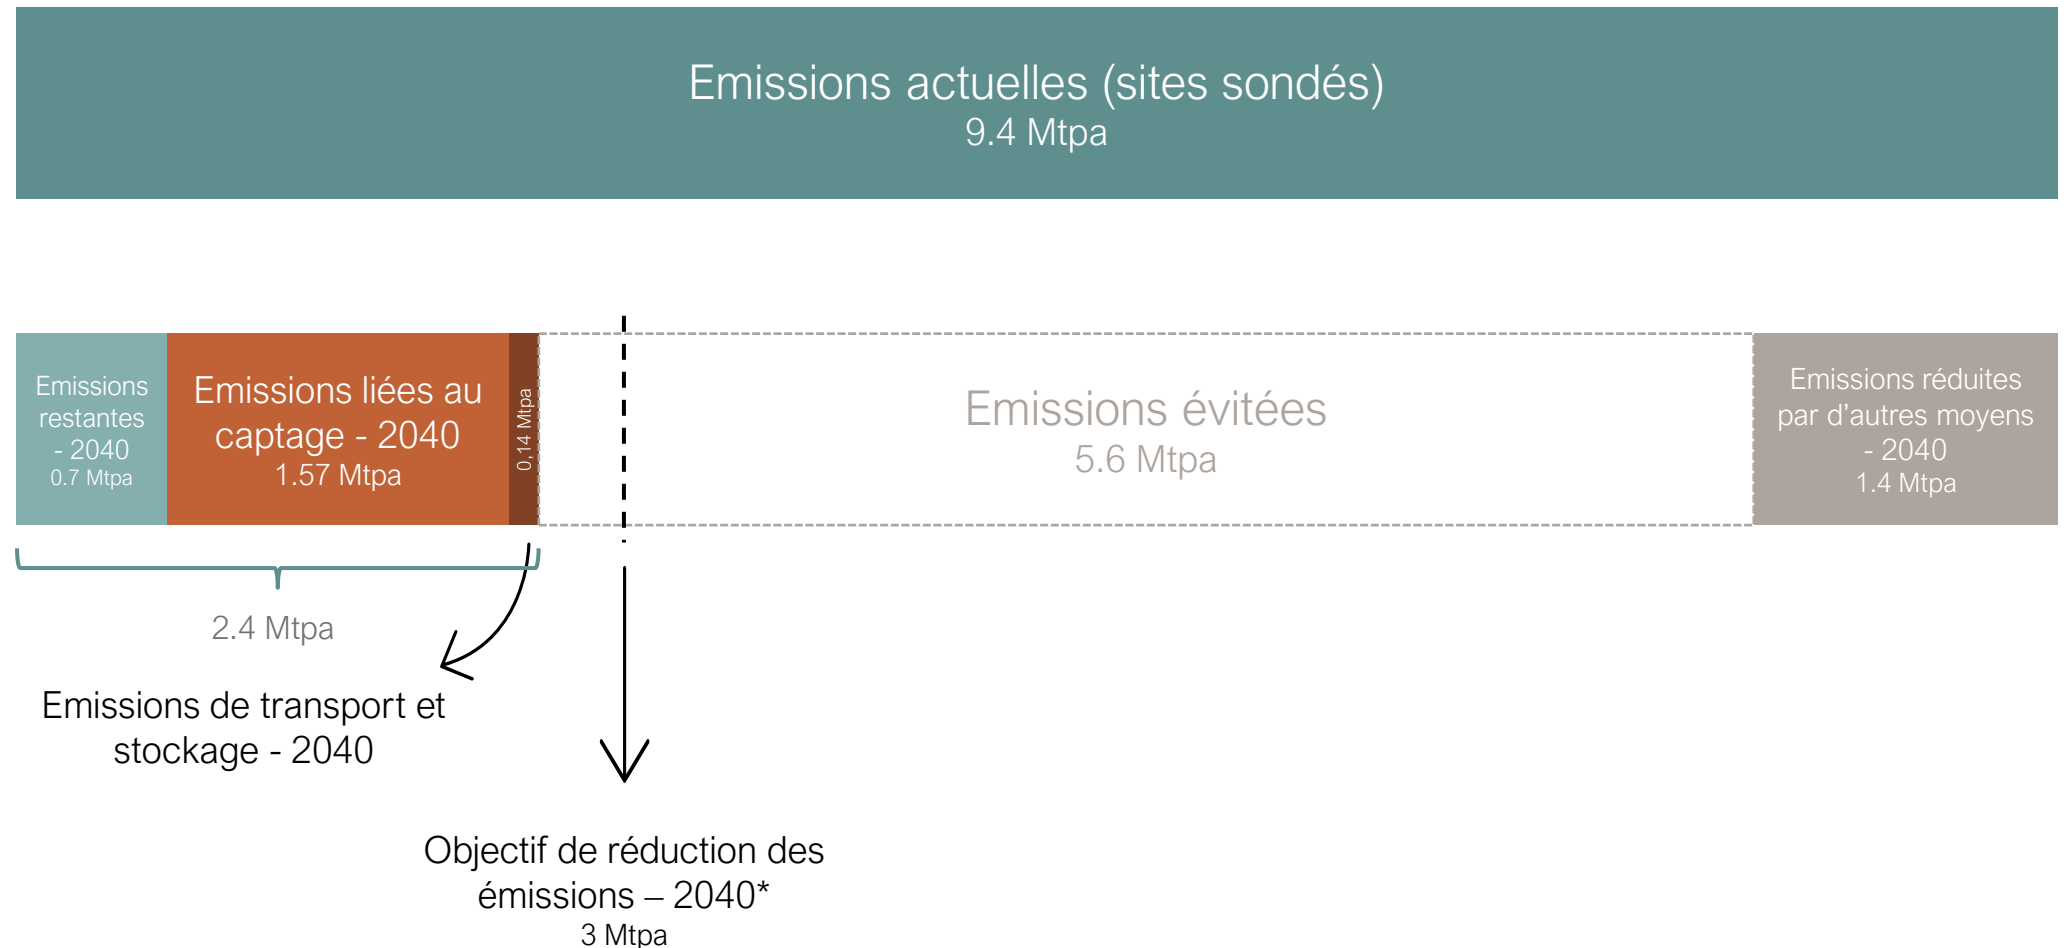 Emissions actuelles (sites sondés)
9.4 Mtpa
Emissions
restantes
- 2040
0.7 Mtpa
Emissions liées au
captage - 2040
1.57 Mtpa
0,14 Mtpa
Emissions évitées
5.6 Mtpa
Emissions réduites
par d’autres moyens
- 2040
1.4 Mtpa
2.4 Mtpa
Emissions de transport et
stockage - 2040
Objectif de réduction des
émissions – 2040*
3 Mtpa